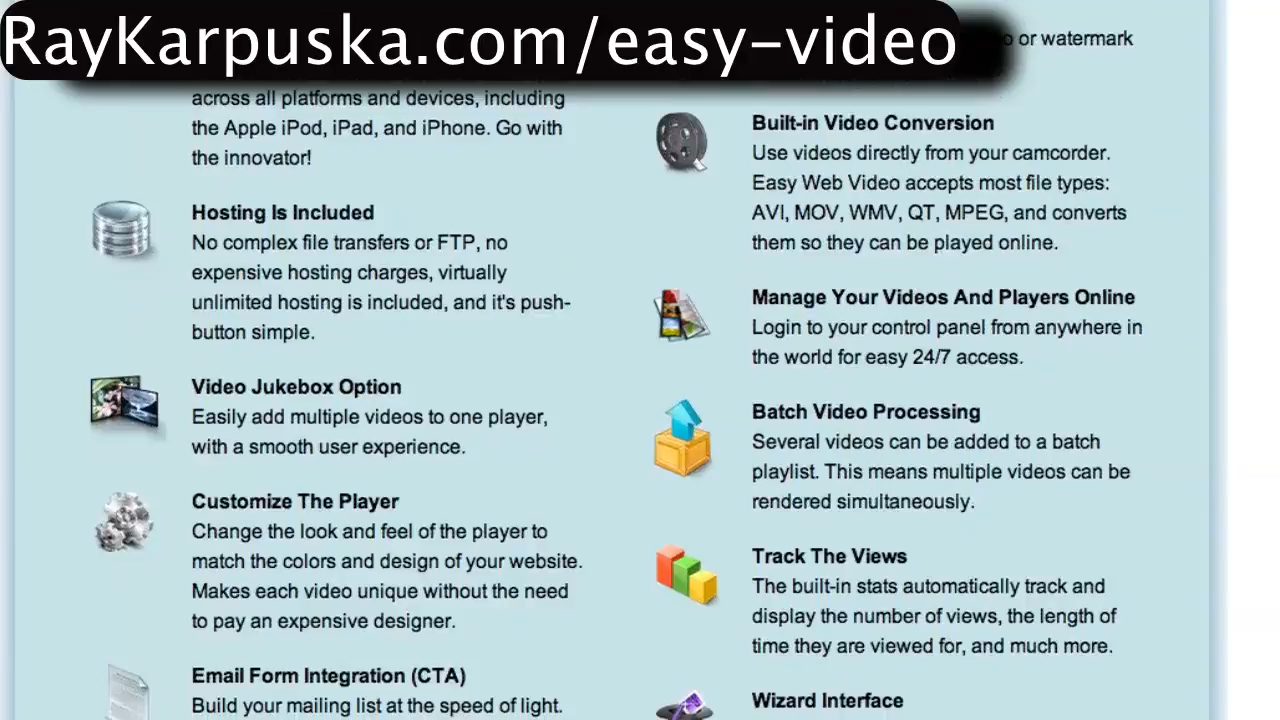 RayKarpuska.com/easy-video
or watermark
across all platforms and devices, including
the Apple iPod, iPad, and iPhone. Go with
the innovator!
Hosting Is Included
No complex file transfers or FTP, no
expensive hosting charges, virtually
unlimited hosting is included, and it's push-
button simple.
Video Jukebox Option
Easily add multiple videos to one player,
with a smooth user experience.
Customize The Player
Change the look and feel of the player to
match the colors and design of your website.
Makes each video unique without the need
to pay an expensive designer.
Email Form Integration (CTA)
Build your mailing list at the speed of light.
Built-in Video Conversion
Use videos directly from your camcorder.
Easy Web Video accepts most file types:
AVI, MOV, WMV, QT, MPEG, and converts
them so they can be played online.
Manage Your Videos And Players Online
Login to your control panel from anywhere in
the world for easy 24/7 access.
Batch Video Processing
Several videos can be added to a batch
playlist. This means multiple videos can be
rendered simultaneously.
Track The Views
The built-in stats automatically track and
display the number of views, the length of
time they are viewed for, and much more.
Wizard Interface